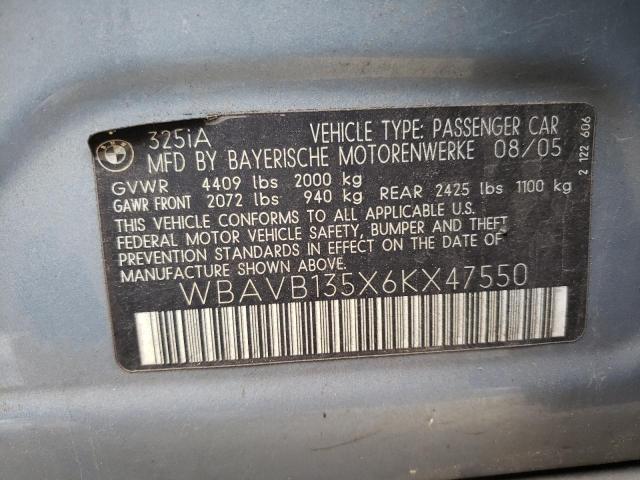 BMW
325iA VEHICLE TYPE: PASSENGER CAR
MFD BY BAYERISCHE MOTORENWERKE 08/05
GVWR 4409 lbs 2000 kg
GAWR FRONT 2072 lbs 940 kg REAR 2425 lbs 1100 kg
THIS VEHICLE CONFORMS TO ALL APPLICABLE U.S.
FEDERAL MOTOR VEHICLE SAFETY, BUMPER AND THEFT
PREVENTION STANDARDS IN EFFECT ON THE DATE OF
MANUFACTURE SHOWN ABOVE.
WBAVB135X6KX47550
2 122 606